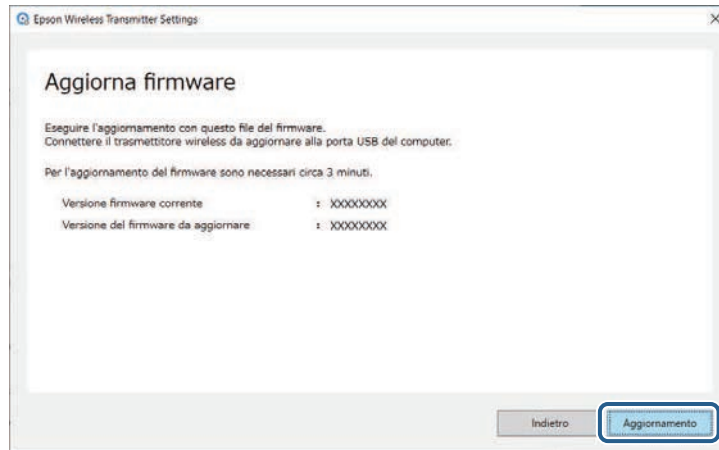 Epson Wireless Transmitter Settings
Aggiorna firmware
Eseguire l'aggiornamento con questo file del firmware.
Connettere il trasmettitore wireless da aggiornare alla porta USB del computer.
Per l'aggiornamento del firmware sono necessari circa 3 minuti.
Versione firmware corrente : XXXXXXXX
Versione del firmware da aggiornare : XXXXXXXX
Indietro Aggiornamento